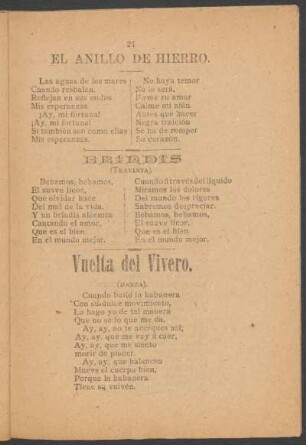 21
EL ANILLO DE HIERRO.
Las aguas de los mares
Cuando resbalan,
Reflejan en sus ondas
Mis esperanzas.
¡Ay, mi fortuna!
¡Ay, mi fortuna!
Si también son como ellas
Mis esperanzas.
No haya temor
No lo será,
Fíame su amor
Calme mi afán.
Antes que hacer
Negra traición
Se ha de romper
Su corazón.
BRINDIS
(TRAVIATA).
Bebamos, bebamos,
El suave licor,
Que olvidar hace
Del mal de la vida.
Y un brindis alcemos
Cantando el amor,
Que es el bien
En el mundo mejor.
Cuando á través del líquido
Miramos los dolores
Del mundo los rigores
Sabremos despreciar.
Bebamos, bebamos,
El suave licor,
Que es el bien
En el mundo mejor.
Vuelta del Vivero.
(DANZA).
Cuando bailo la habanera
Con su único movimiento,
Lo hago yo de tal manera
Que no sé lo que me da.
Ay, ay, no te acerques así,
Ay, ay, que me voy á caer,
Ay, ay, que me siento
morir de placer.
Ay, ay, que balanceo
Mueve el cuerpo bien,
Porque la habanera
Tiene su vaivén.